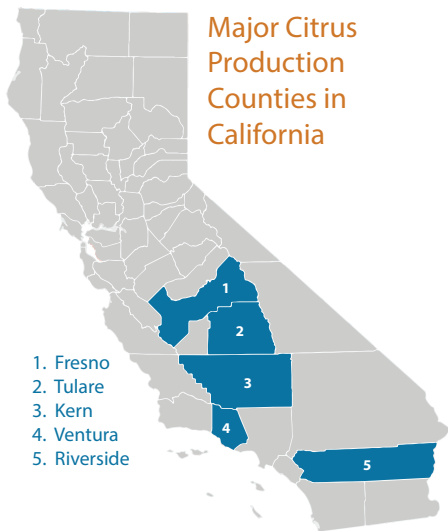 Major Citrus
Production
Counties in
California
1
2
3
4
5
1. Fresno
2. Tulare
3. Kern
4. Ventura
5. Riverside